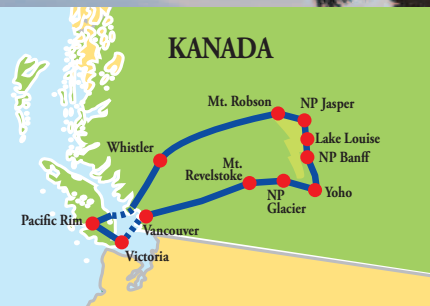 KANADA
Mt. Robson
NP Jasper
Lake Louise
NP Banff
Whistler
Mt.
Revelstoke
NP
Glacier
Yoho
Pacific Rim
Vancouver
Victoria